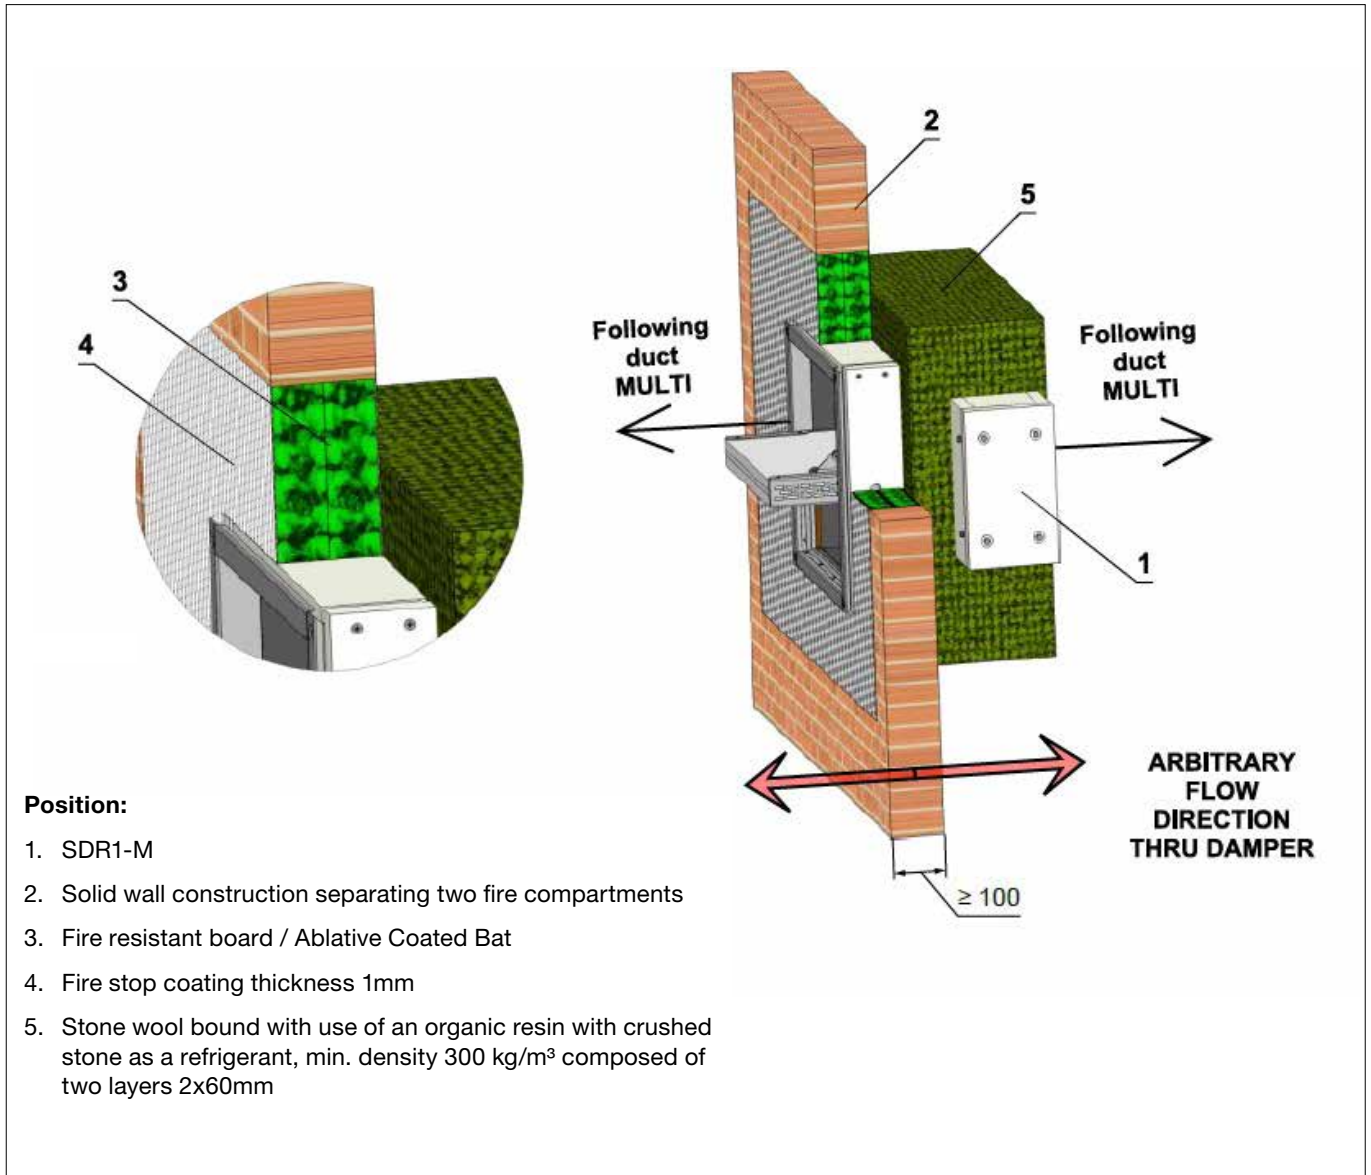 2
5
3
4
Following
duct
MULTI
Following
duct
MULTI
1
ARBITRARY
FLOW
DIRECTION
THRU DAMPER
≥ 100
Position:
1. SDR1-M
2. Solid wall construction separating two fire compartments
3. Fire resistant board / Ablative Coated Bat
4. Fire stop coating thickness 1mm
5. Stone wool bound with use of an organic resin with crushed
stone as a refrigerant, min. density 300 kg/m³ composed of
two layers 2x60mm